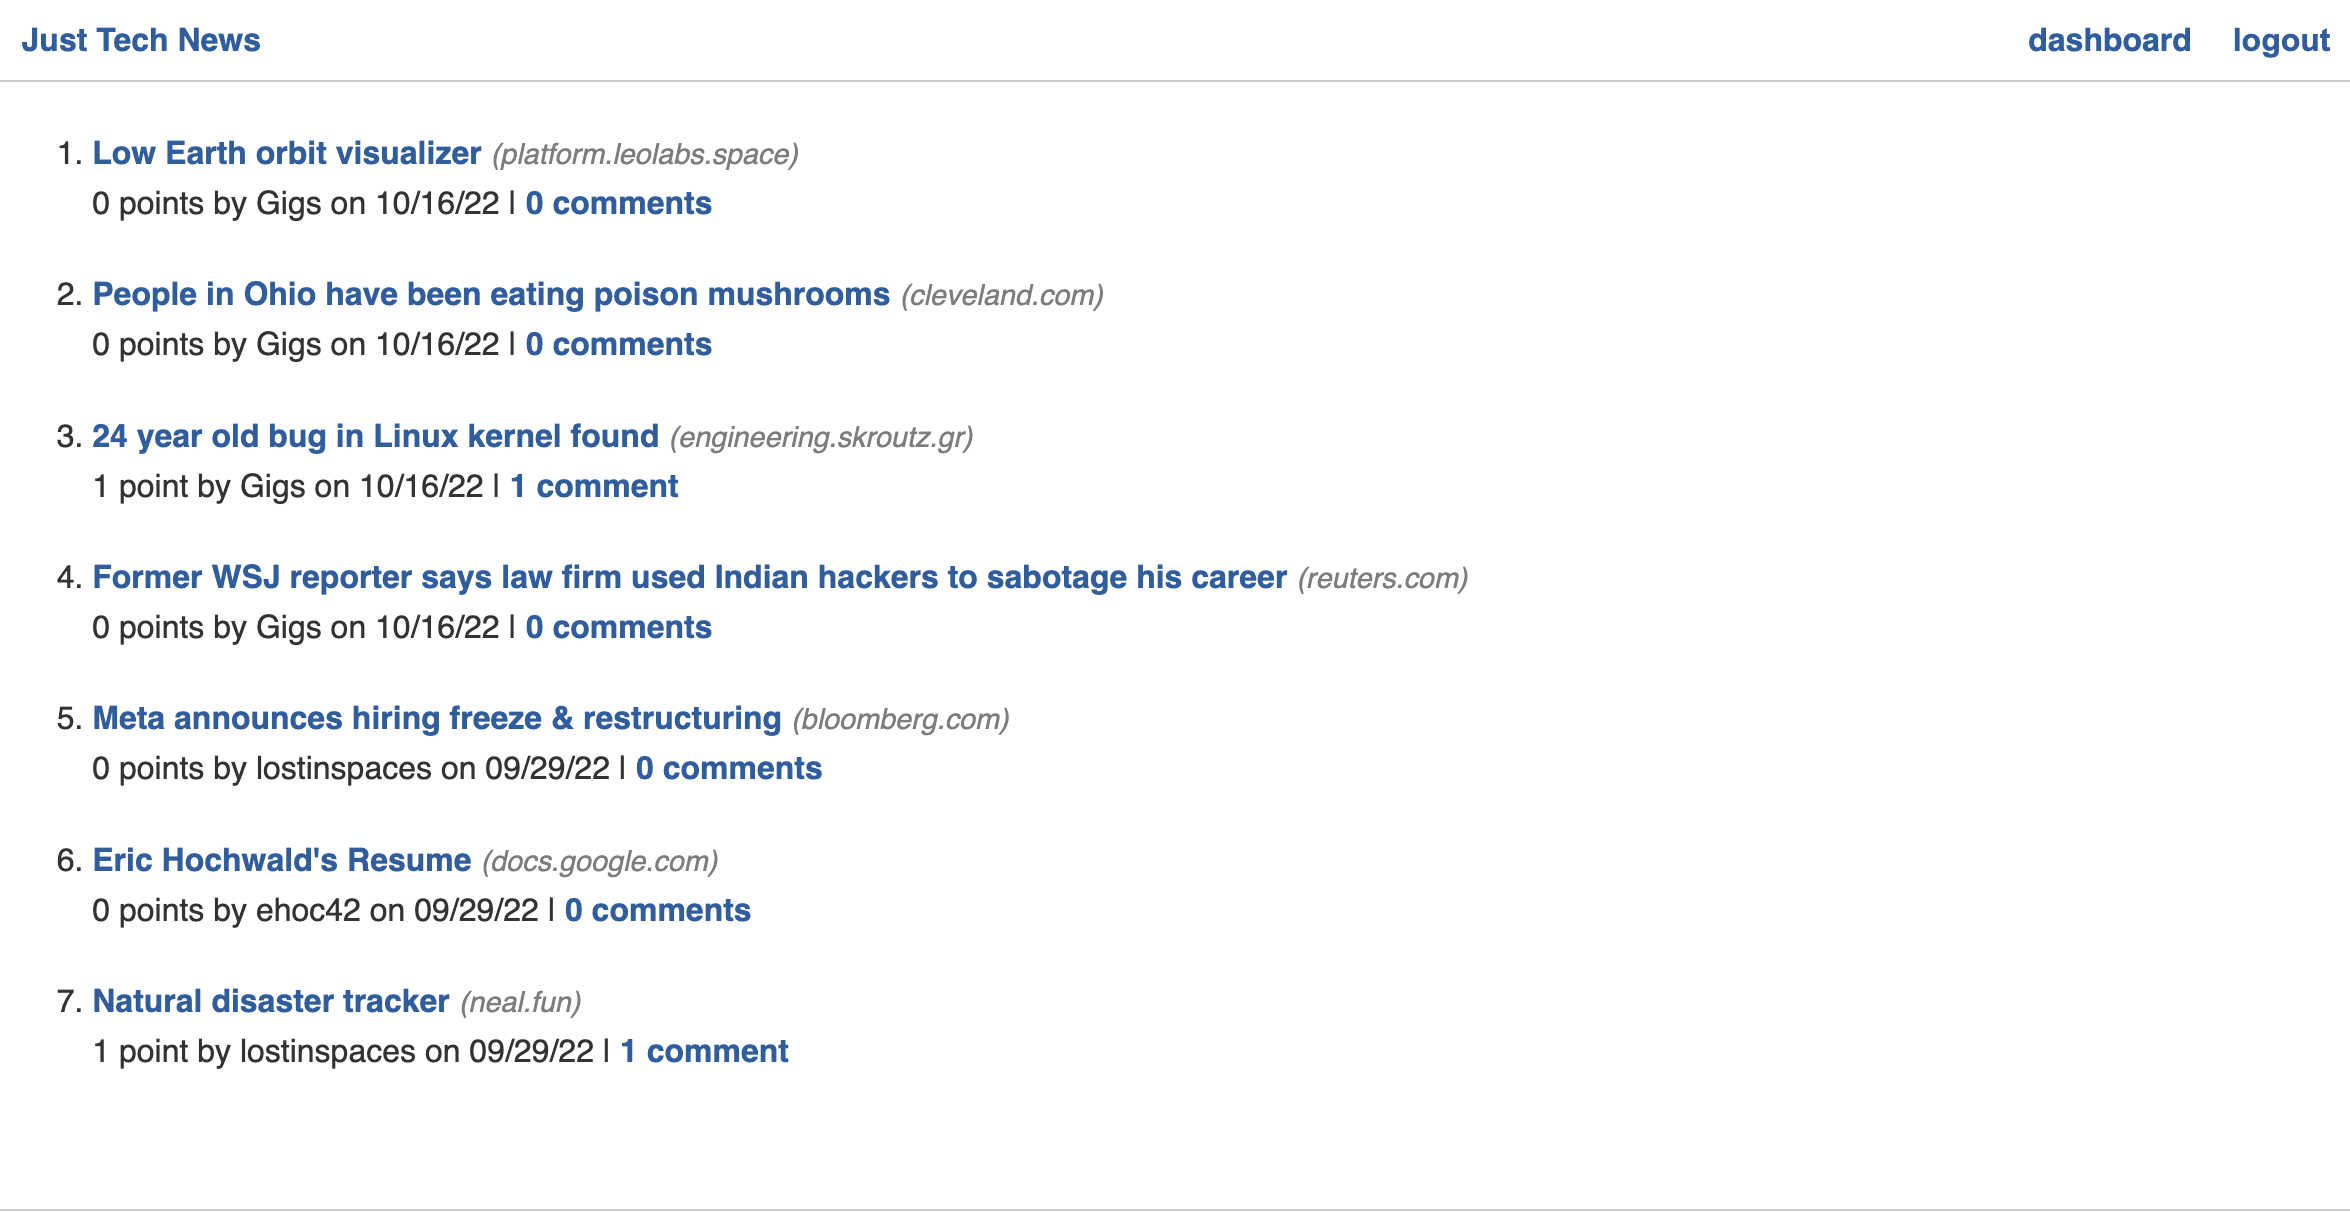 Just Tech News dashboard logout
1. Low Earth orbit visualizer (platform.leolabs.space)
0 points by Gigs on 10/16/22 | 0 comments
2. People in Ohio have been eating poison mushrooms (cleveland.com)
0 points by Gigs on 10/16/22 | 0 comments
3. 24 year old bug in Linux kernel found (engineering.skroutz.gr)
1 point by Gigs on 10/16/22 | 1 comment
4. Former WSJ reporter says law firm used Indian hackers to sabotage his career (reuters.com)
0 points by Gigs on 10/16/22 | 0 comments
5. Meta announces hiring freeze & restructuring (bloomberg.com)
0 points by lostinspaces on 09/29/22 | 0 comments
6. Eric Hochwald's Resume (docs.google.com)
0 points by ehoc42 on 09/29/22 | 0 comments
7. Natural disaster tracker (neal.fun)
1 point by lostinspaces on 09/29/22 | 1 comment